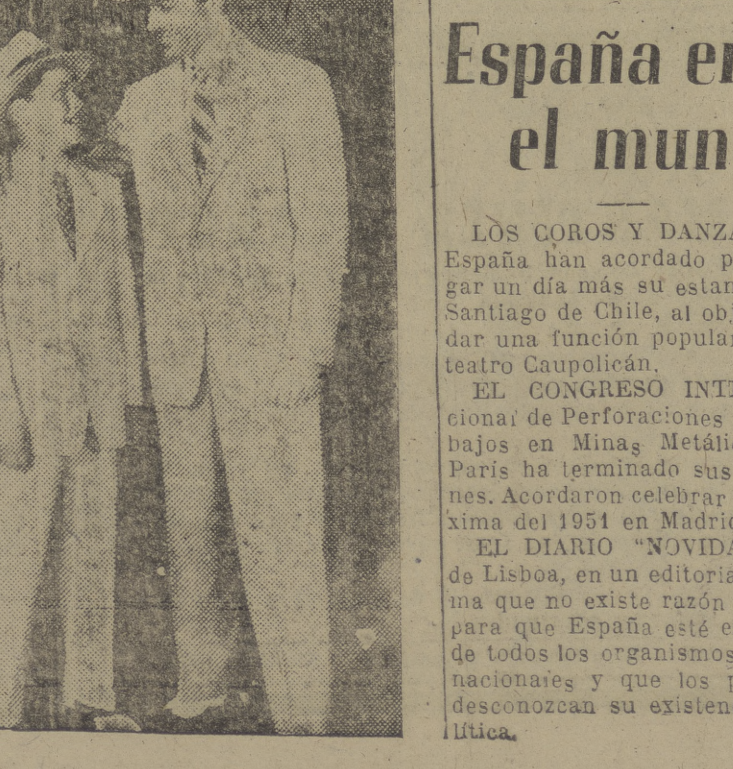 España en
el mun
LOS COROS Y DANZA
España han acordado p
gar un día más su estan
Santiago de Chile, al obj
dar una función popular
teatro Caupolicán.
EL CONGRESO INTE
cional de Perforaciones
bajos en Minas Metáli
París ha terminado sus
nes. Acordaron celebrar
xima del 1951 en Madrid
EL DIARIO “NOVIDA
de Lisboa, en un editoria
ma que no existe razón
para que España esté e
de todos los organismos
nacionales y que los p
desconozcan su existen
lítica.